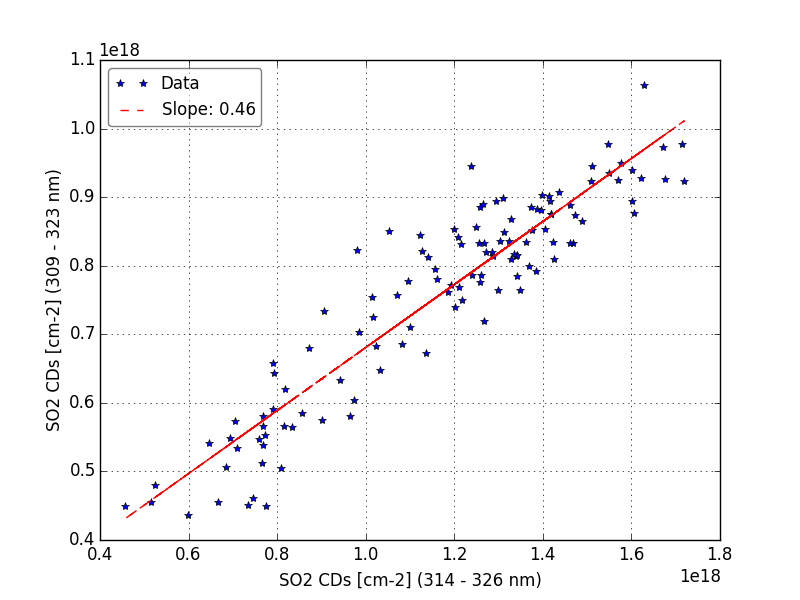 1e18
Data
Slope: 0.46
1.1
1.0
0.9
0.8
0.7
0.6
0.5
0.4
SO2 CDs [cm-2] (309 - 323 nm)
0.4 0.6 0.8 1.0 1.2 1.4 1.6 1.8
SO2 CDs [cm-2] (314 - 326 nm)
1e18